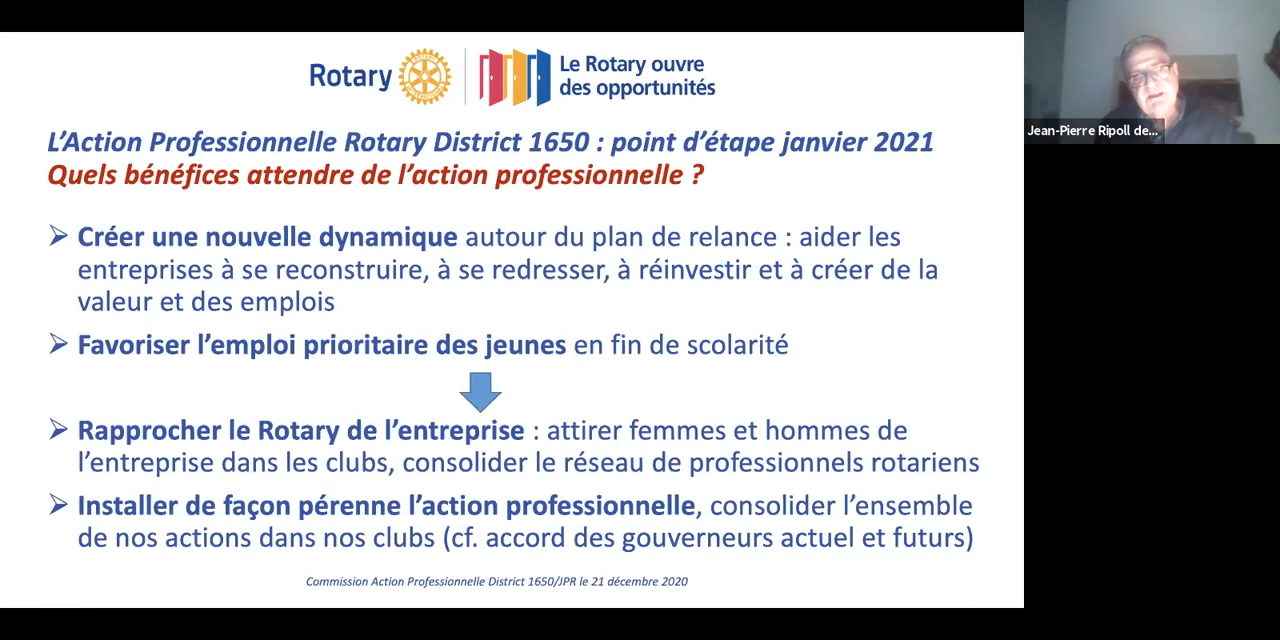 Rotary
Le Rotary ouvre
des opportunités
L’Action Professionnelle Rotary District 1650 : point d’étape janvier 2021
Quels bénéfices attendre de l’action professionnelle ?
➢ Créer une nouvelle dynamique autour du plan de relance : aider les
entreprises à se reconstruire, à se redresser, à réinvestir et à créer de la
valeur et des emplois
➢ Favoriser l’emploi prioritaire des jeunes en fin de scolarité
➢ Rapprocher le Rotary de l’entreprise : attirer femmes et hommes de
l’entreprise dans les clubs, consolider le réseau de professionnels rotariens
➢ Installer de façon pérenne l’action professionnelle, consolider l’ensemble
de nos actions dans nos clubs (cf. accord des gouverneurs actuel et futurs)
Commission Action Professionnelle District 1650/JPR le 21 décembre 2020
Jean-Pierre Ripoll de...